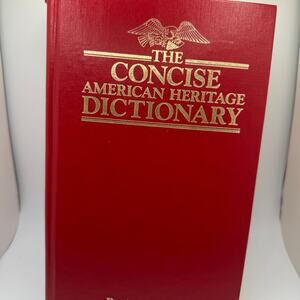 THE
CONCISE
AMERICAN HERITAGE
DICTIONARY